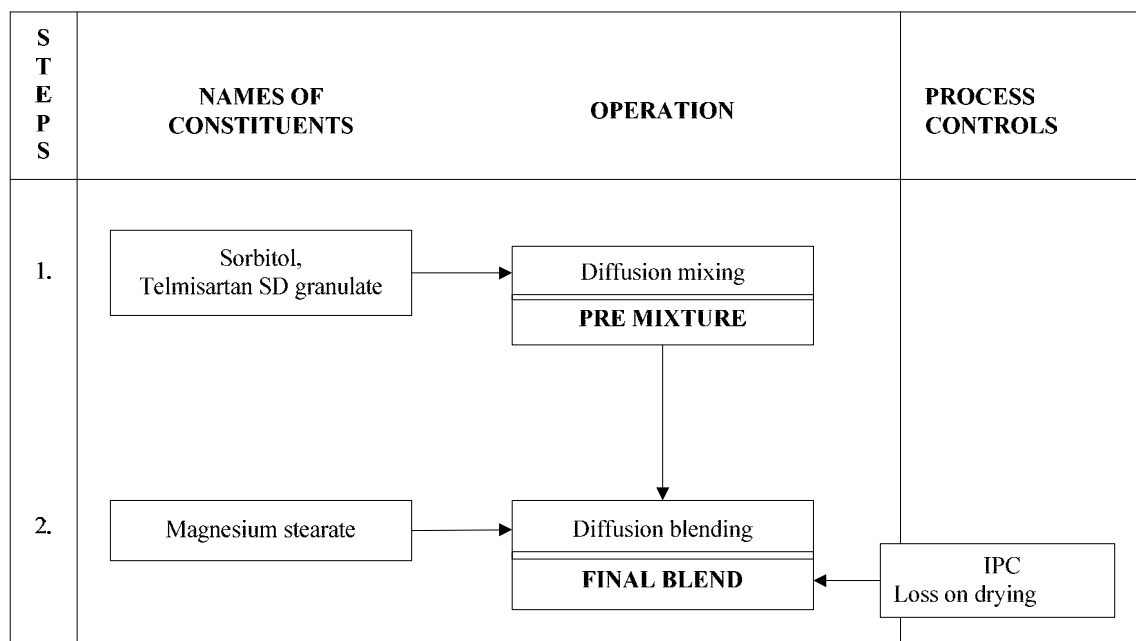 S
T
E
P
S
NAMES OF
CONSTITUENTS
OPERATION
PROCESS
CONTROLS
1.
Sorbitol,
Telmisartan SD granulate
Diffusion mixing
PRE MIXTURE
2.
Magnesium stearate
Diffusion blending
FINAL BLEND
IPC
Loss on drying